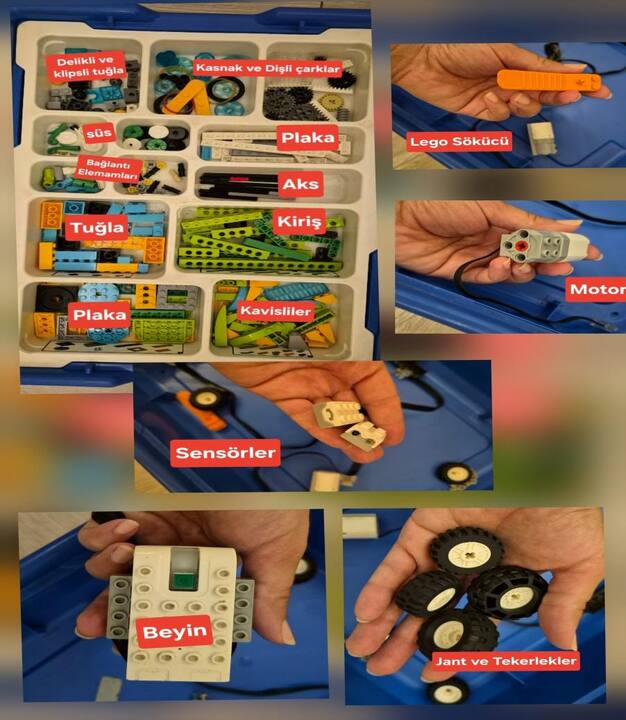 Delikli ve
klipsli tuğla
Kasnak ve Dişli çarklar
süs
Plaka
Bağlantı
Elemamları
Aks
Tuğla
Kiriş
Plaka
Kavisliler
Lego Sökücü
Motor
Sensörler
Beyin
Jant ve Tekerlekler